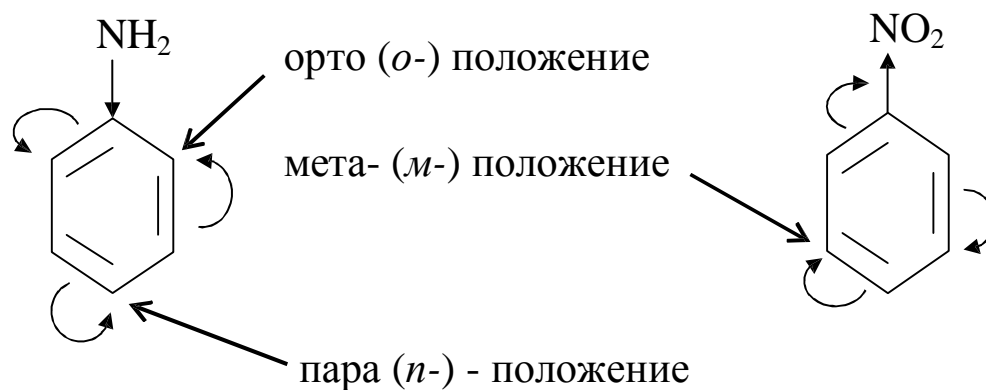 NH₂
NO₂
орто (о-) положение
мета- (м-) положение
пара (п-) - положение